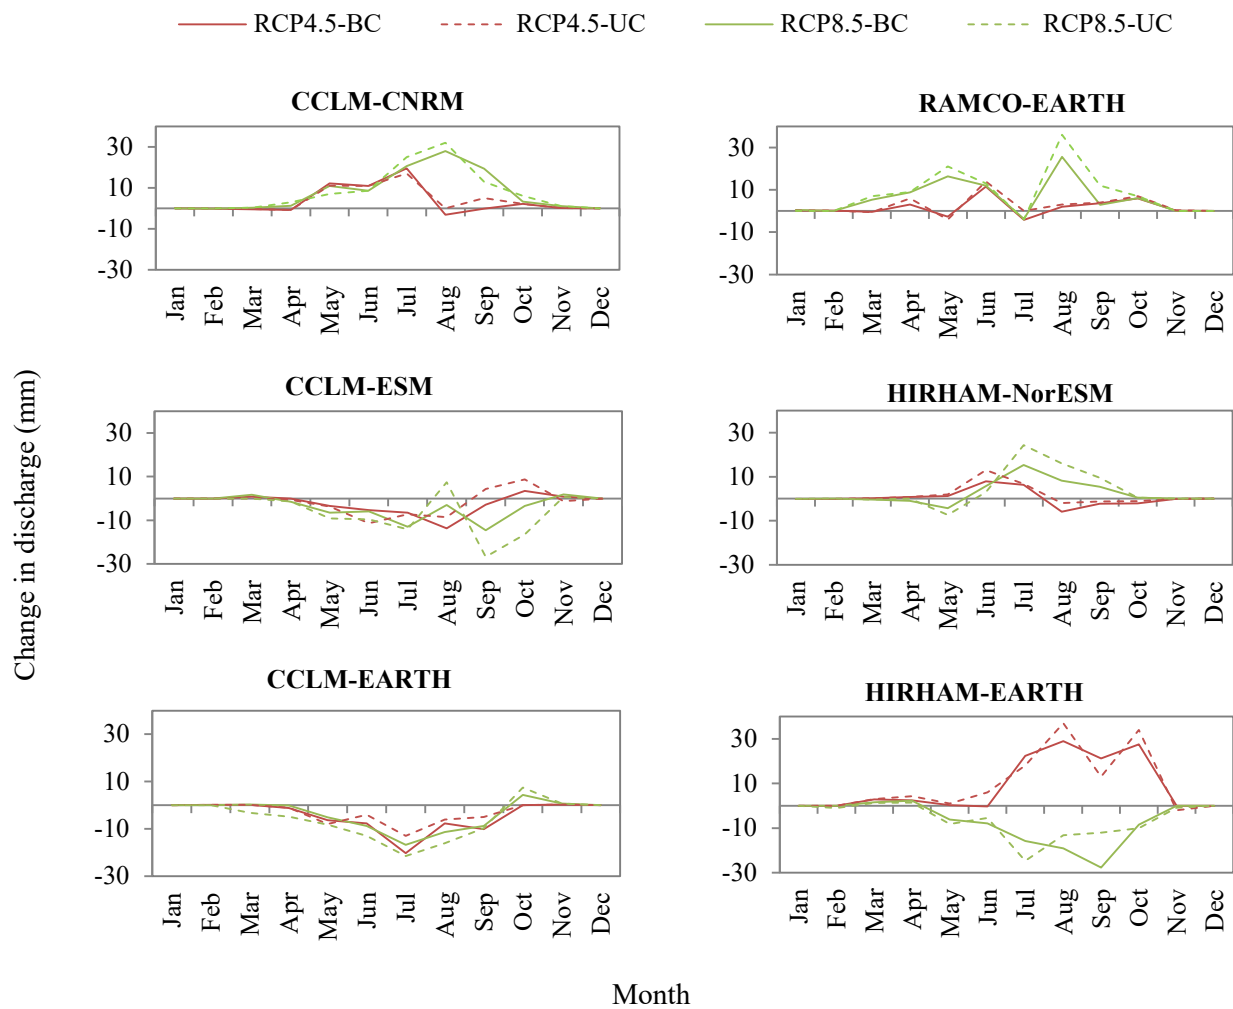 RCP4.5-BC RCP4.5-UC RCP8.5-BC RCP8.5-UC
Change in discharge (mm)
CCLM-CNRM
30
10
-10
-30
Jan Feb Mar Apr May Jun Jul Aug Sep Oct Nov Dec
RAMCO-EARTH
30
10
-10
-30
Jan Feb Mar Apr May Jun Jul Aug Sep Oct Nov Dec
CCLM-ESM
30
10
-10
-30
Jan Feb Mar Apr May Jun Jul Aug Sep Oct Nov Dec
HIRHAM-NorESM
30
10
-10
-30
Jan Feb Mar Apr May Jun Jul Aug Sep Oct Nov Dec
CCLM-EARTH
30
10
-10
-30
Jan Feb Mar Apr May Jun Jul Aug Sep Oct Nov Dec
HIRHAM-EARTH
30
10
-10
-30
Jan Feb Mar Apr May Jun Jul Aug Sep Oct Nov Dec
Month